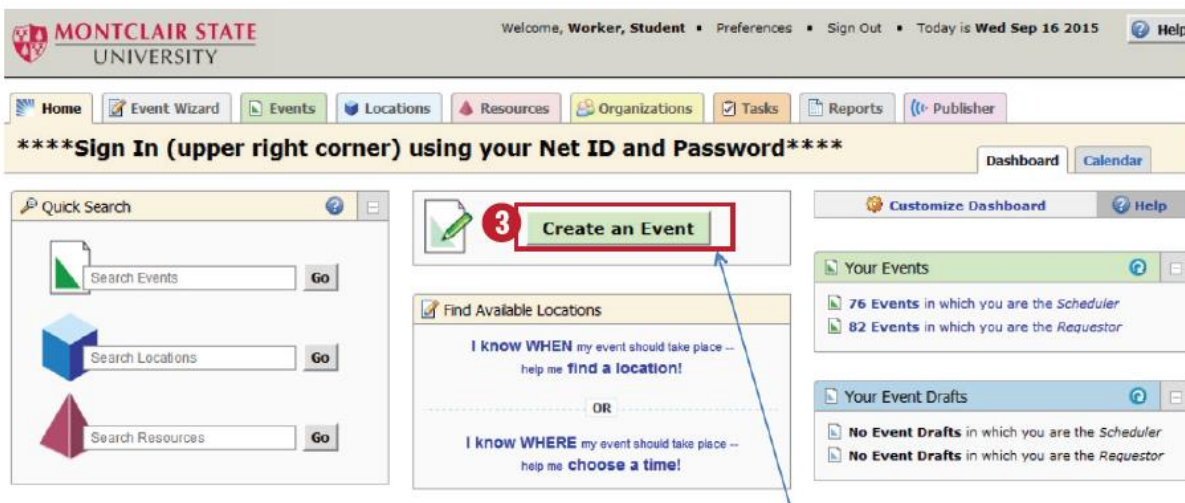 MONTCLAIR STATE
UNIVERSITY
Welcome, Worker, Student ▪ Preferences ▪ Sign Out ▪ Today is Wed Sep 16 2015
Help
Home Event Wizard Events Locations Resources Organizations Tasks Reports Publisher
****Sign In (upper right corner) using your Net ID and Password****
Dashboard Calendar
Quick Search
Search Events Go
Search Locations Go
Search Resources Go
3 Create an Event
Find Available Locations
I know WHEN my event should take place --
help me find a location!
OR
I know WHERE my event should take place --
help me choose a time!
Customize Dashboard Help
Your Events
76 Events in which you are the Scheduler
82 Events in which you are the Requestor
Your Event Drafts
No Event Drafts in which you are the Scheduler
No Event Drafts in which you are the Requestor